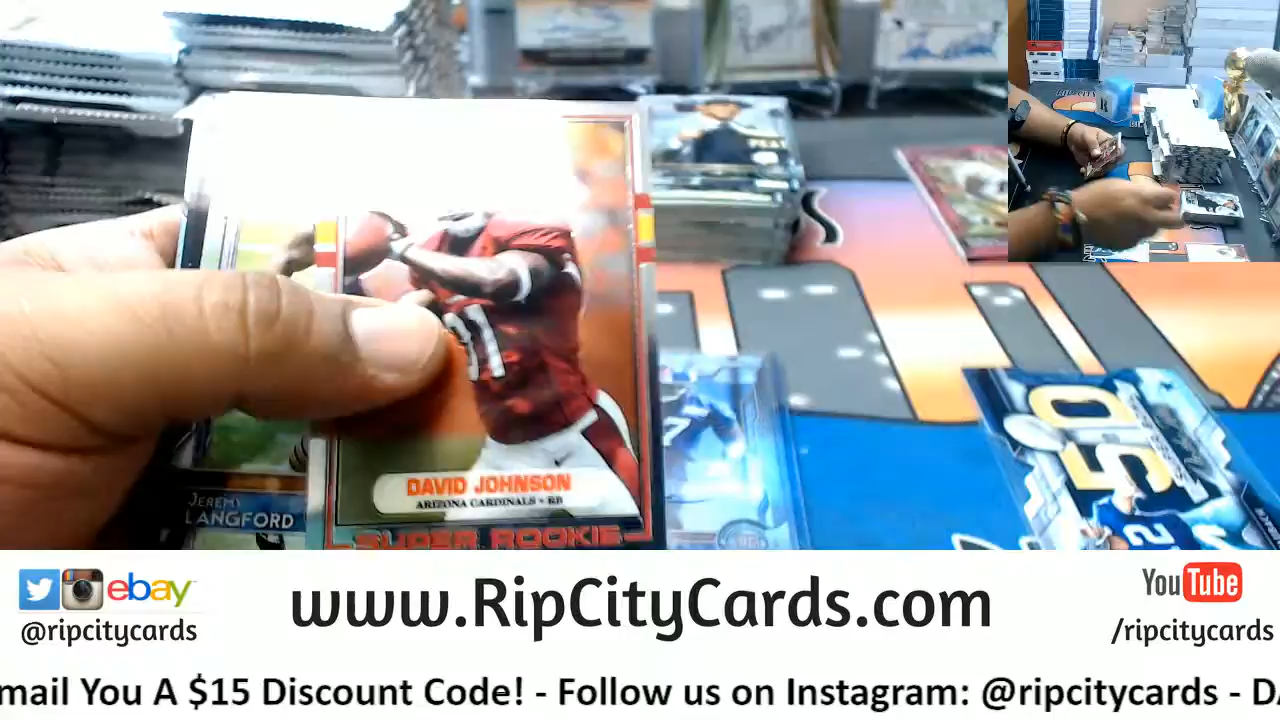 DAVID JOHNSON
ARIZONA CARDINALS • RB
SUPER ROOKIE
JEREMY
LANGFORD
ebay
@ripcitycards
www.RipCityCards.com
YouTube
/ripcitycards
mail You A $15 Discount Code! - Follow us on Instagram: @ripcitycards - DA